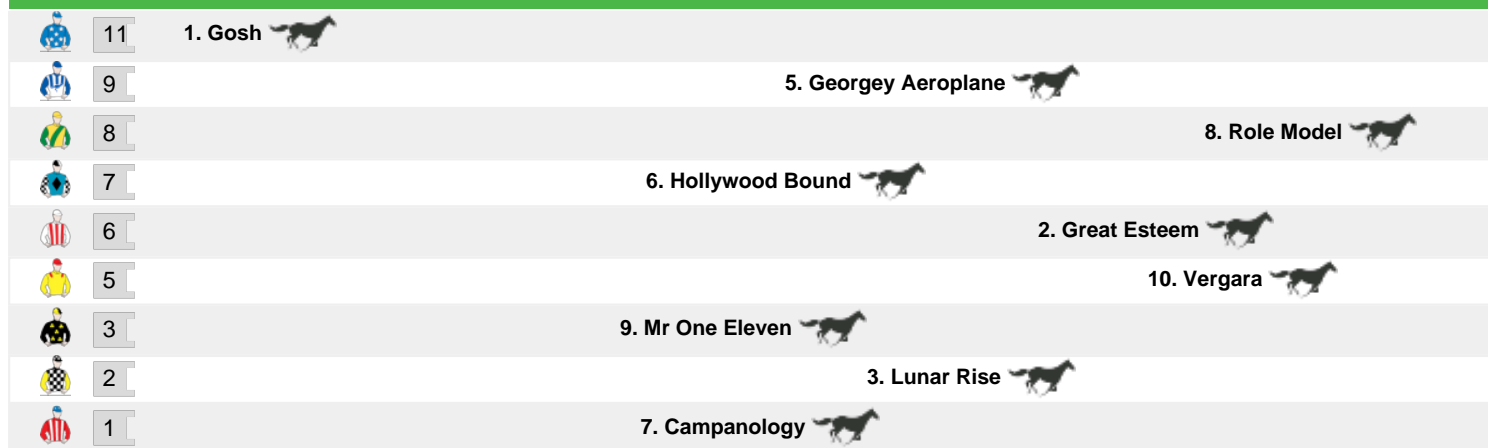 11 1. Gosh
9 5. Georgey Aeroplane
8 8. Role Model
7 6. Hollywood Bound
6 2. Great Esteem
5 10. Vergara
3 9. Mr One Eleven
2 3. Lunar Rise
1 7. Campanology